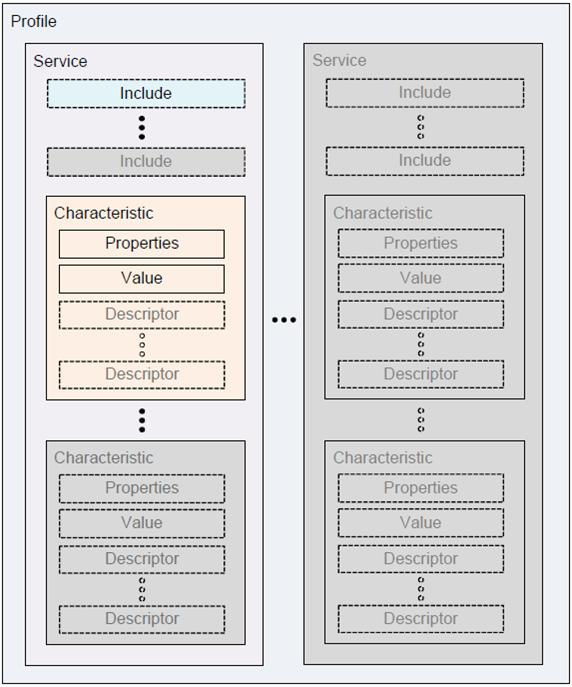 Profile
Service
Include
Include
Characteristic
Properties
Value
Descriptor
Descriptor
Characteristic
Properties
Value
Descriptor
Descriptor
Service
Include
Include
Characteristic
Properties
Value
Descriptor
Descriptor
Characteristic
Properties
Value
Descriptor
Descriptor